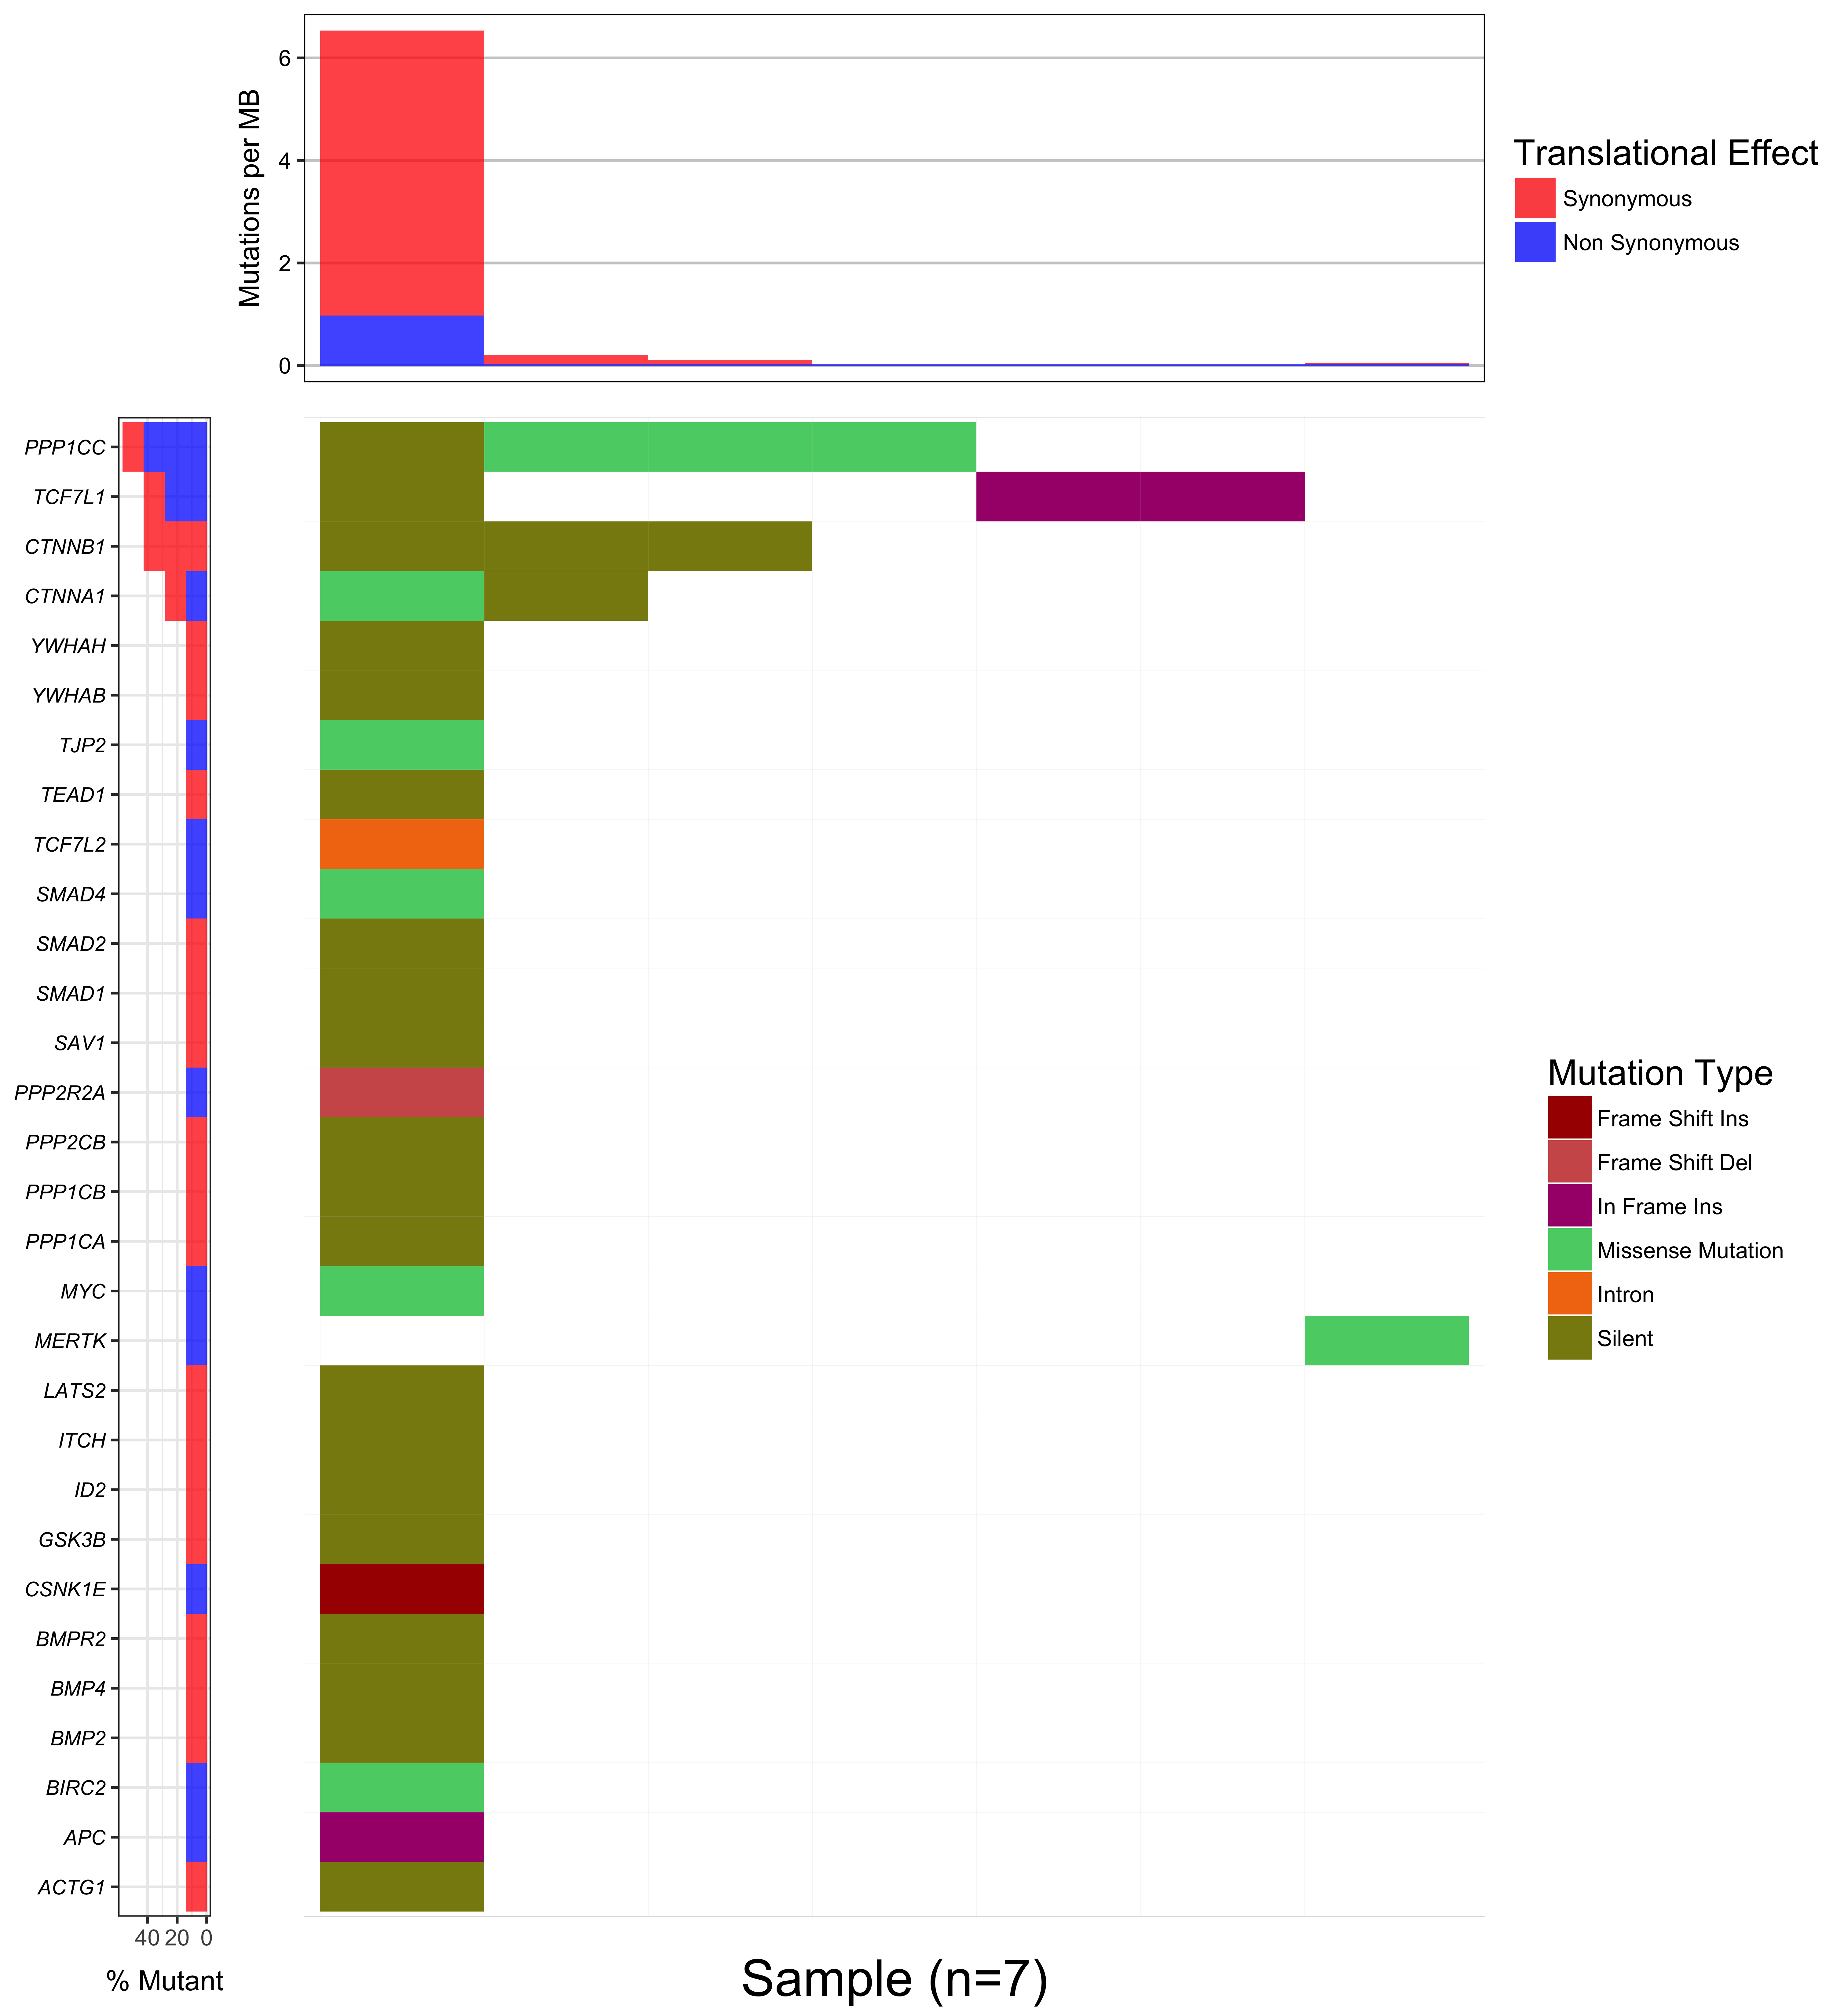 Mutations per MB
6
4
2
0
Translational Effect
Synonymous
Non Synonymous
PPP1CC
TCF7L1
CTNNB1
CTNNA1
YWHAH
YWHAB
TJP2
TEAD1
TCF7L2
SMAD4
SMAD2
SMAD1
SAV1
PPP2R2A
PPP2CB
PPP1CB
PPP1CA
MYC
MERTK
LATS2
ITCH
ID2
GSK3B
CSNK1E
BMPR2
BMP4
BMP2
BIRC2
APC
ACTG1
40 20 0
% Mutant
Sample (n=7)
Mutation Type
Frame Shift Ins
Frame Shift Del
In Frame Ins
Missense Mutation
Intron
Silent